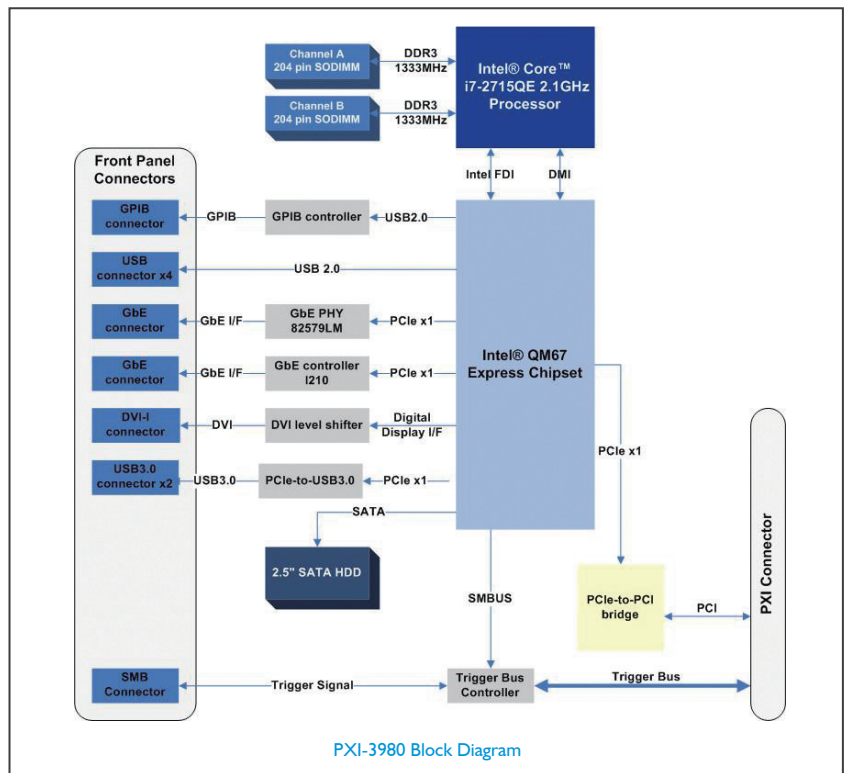 Channel A
204 pin SODIMM
DDR3
1333MHz
Channel B
204 pin SODIMM
DDR3
1333MHz
Intel® Core™
i7-2715QE 2.1GHz
Processor
Intel FDI
DMI
Front Panel
Connectors
GPIB
connector
GPIB
GPIB controller
USB2.0
USB
connector x4
USB 2.0
GbE
connector
GbE I/F
GbE PHY
82579LM
PCIe x1
GbE
connector
GbE I/F
GbE controller
I210
PCIe x1
Intel® QM67
Express Chipset
DVI-I
connector
DVI
DVI level shifter
Digital
Display I/F
USB3.0
connector x2
USB3.0
PCIe-to-USB3.0
PCIe x1
PCIe x1
SATA
2.5" SATA HDD
SMBUS
PCIe-to-PCI
bridge
PCI
PXI Connector
SMB
Connector
Trigger Signal
Trigger Bus
Controller
Trigger Bus
PXI-3980 Block Diagram